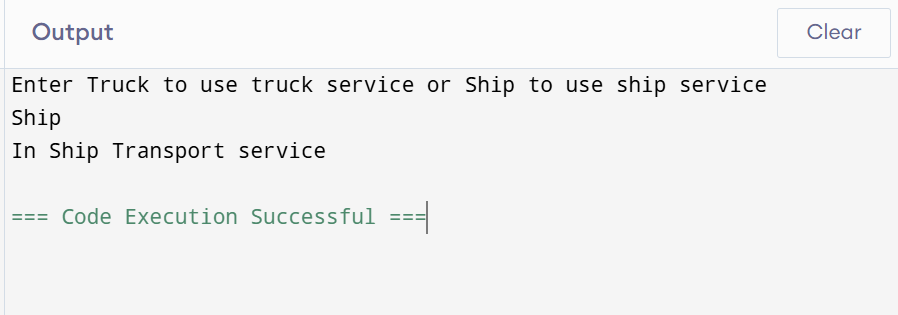 Output
Clear
Enter Truck to use truck service or Ship to use ship service
Ship
In Ship Transport service
=== Code Execution Successful ===